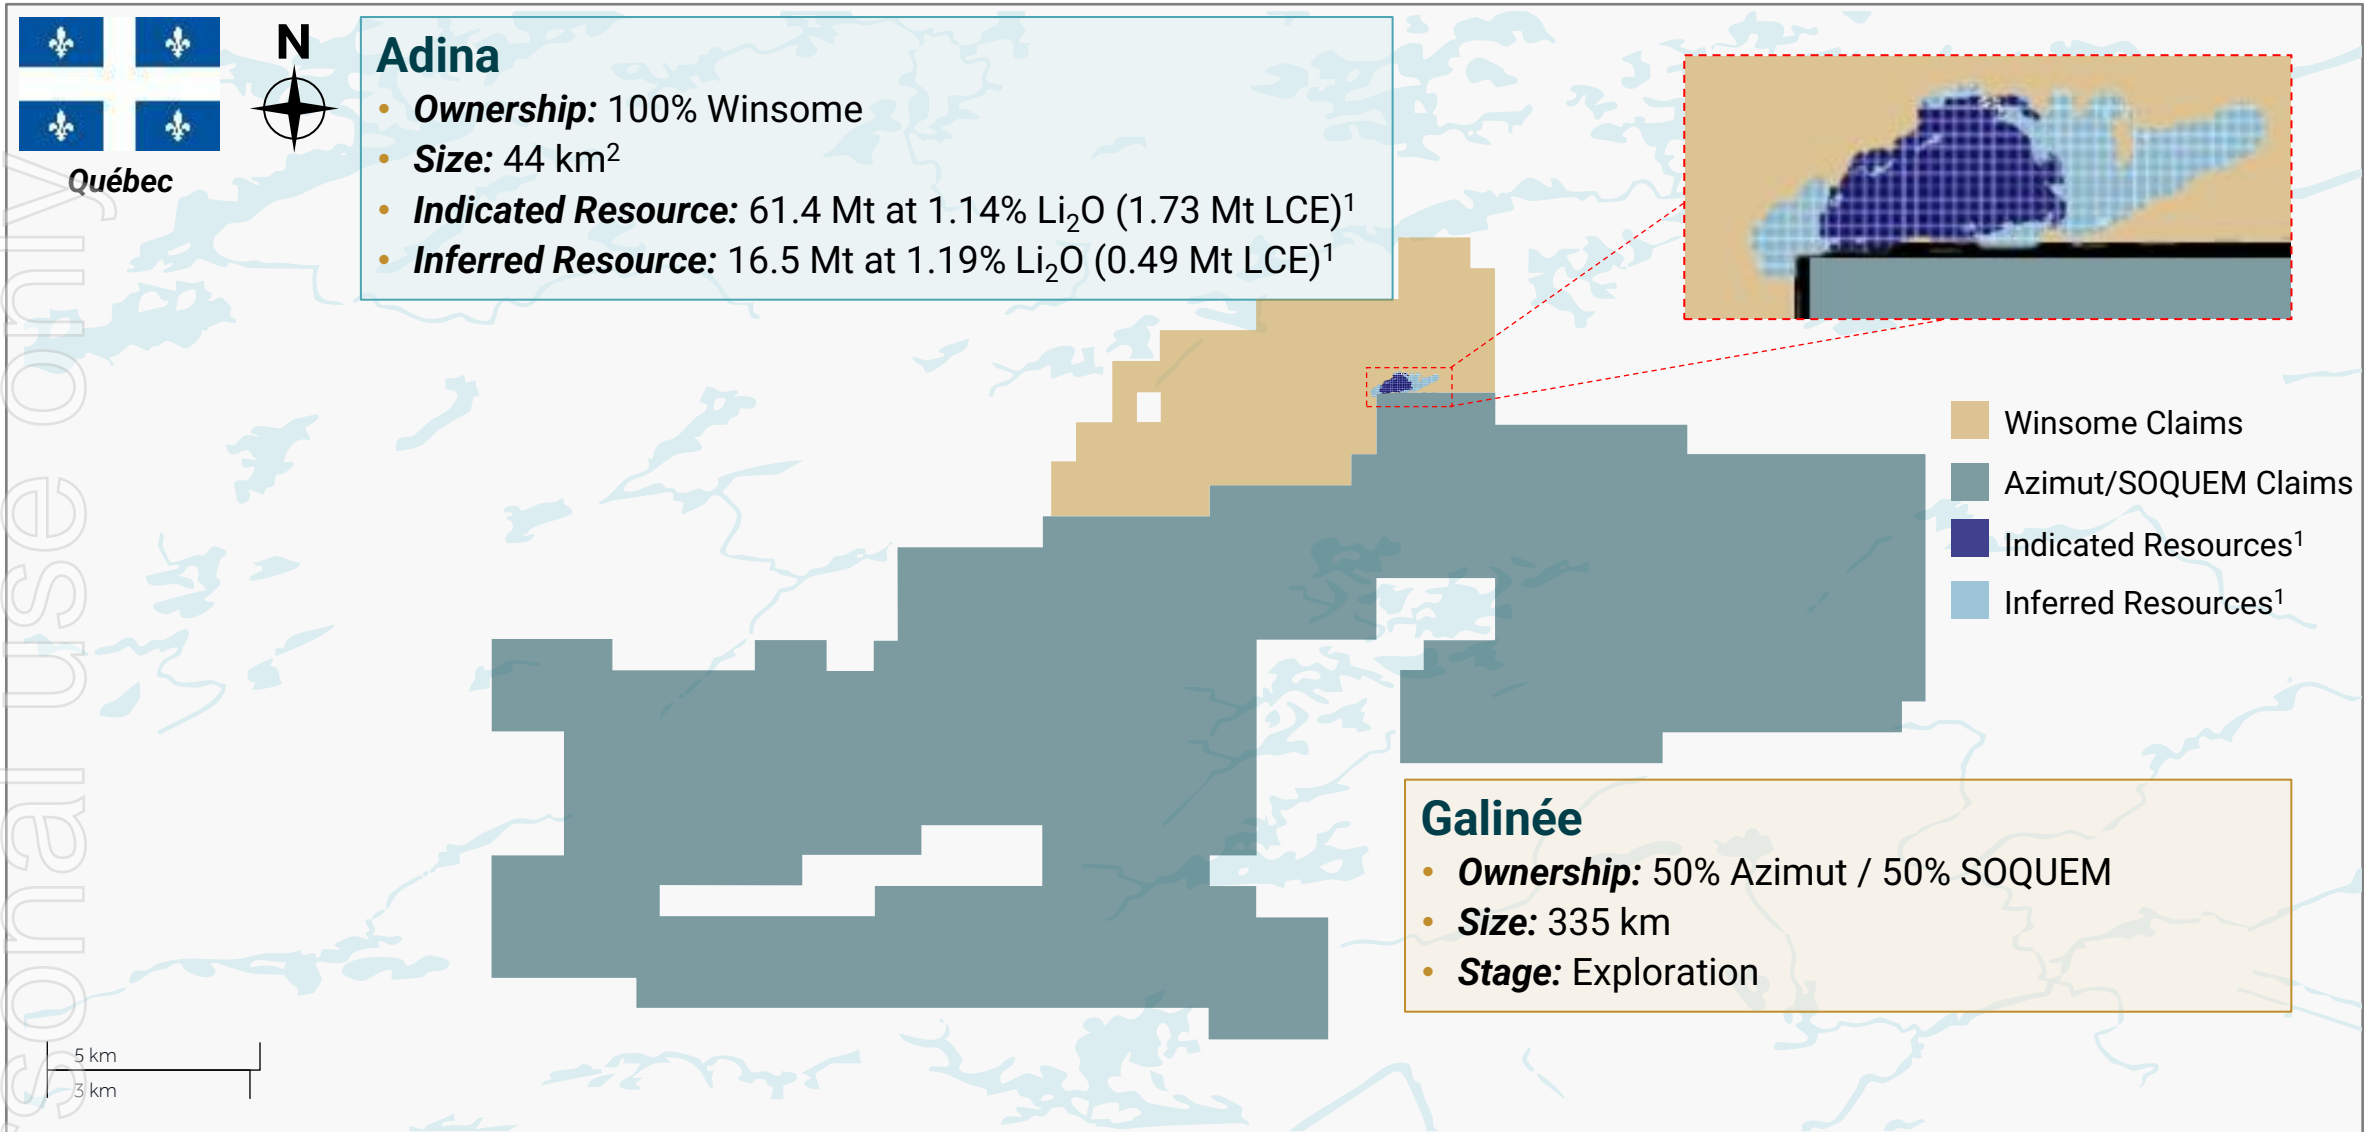 N
Québec
Adina
• Ownership: 100% Winsome
• Size: 44 km²
• Indicated Resource: 61.4 Mt at 1.14% Li₂O (1.73 Mt LCE)¹
• Inferred Resource: 16.5 Mt at 1.19% Li₂O (0.49 Mt LCE)¹
Winsome Claims
Azimut/SOQUEM Claims
Indicated Resources¹
Inferred Resources¹
Galinée
• Ownership: 50% Azimut / 50% SOQUEM
• Size: 335 km
• Stage: Exploration
5 km
3 km
sonal use only